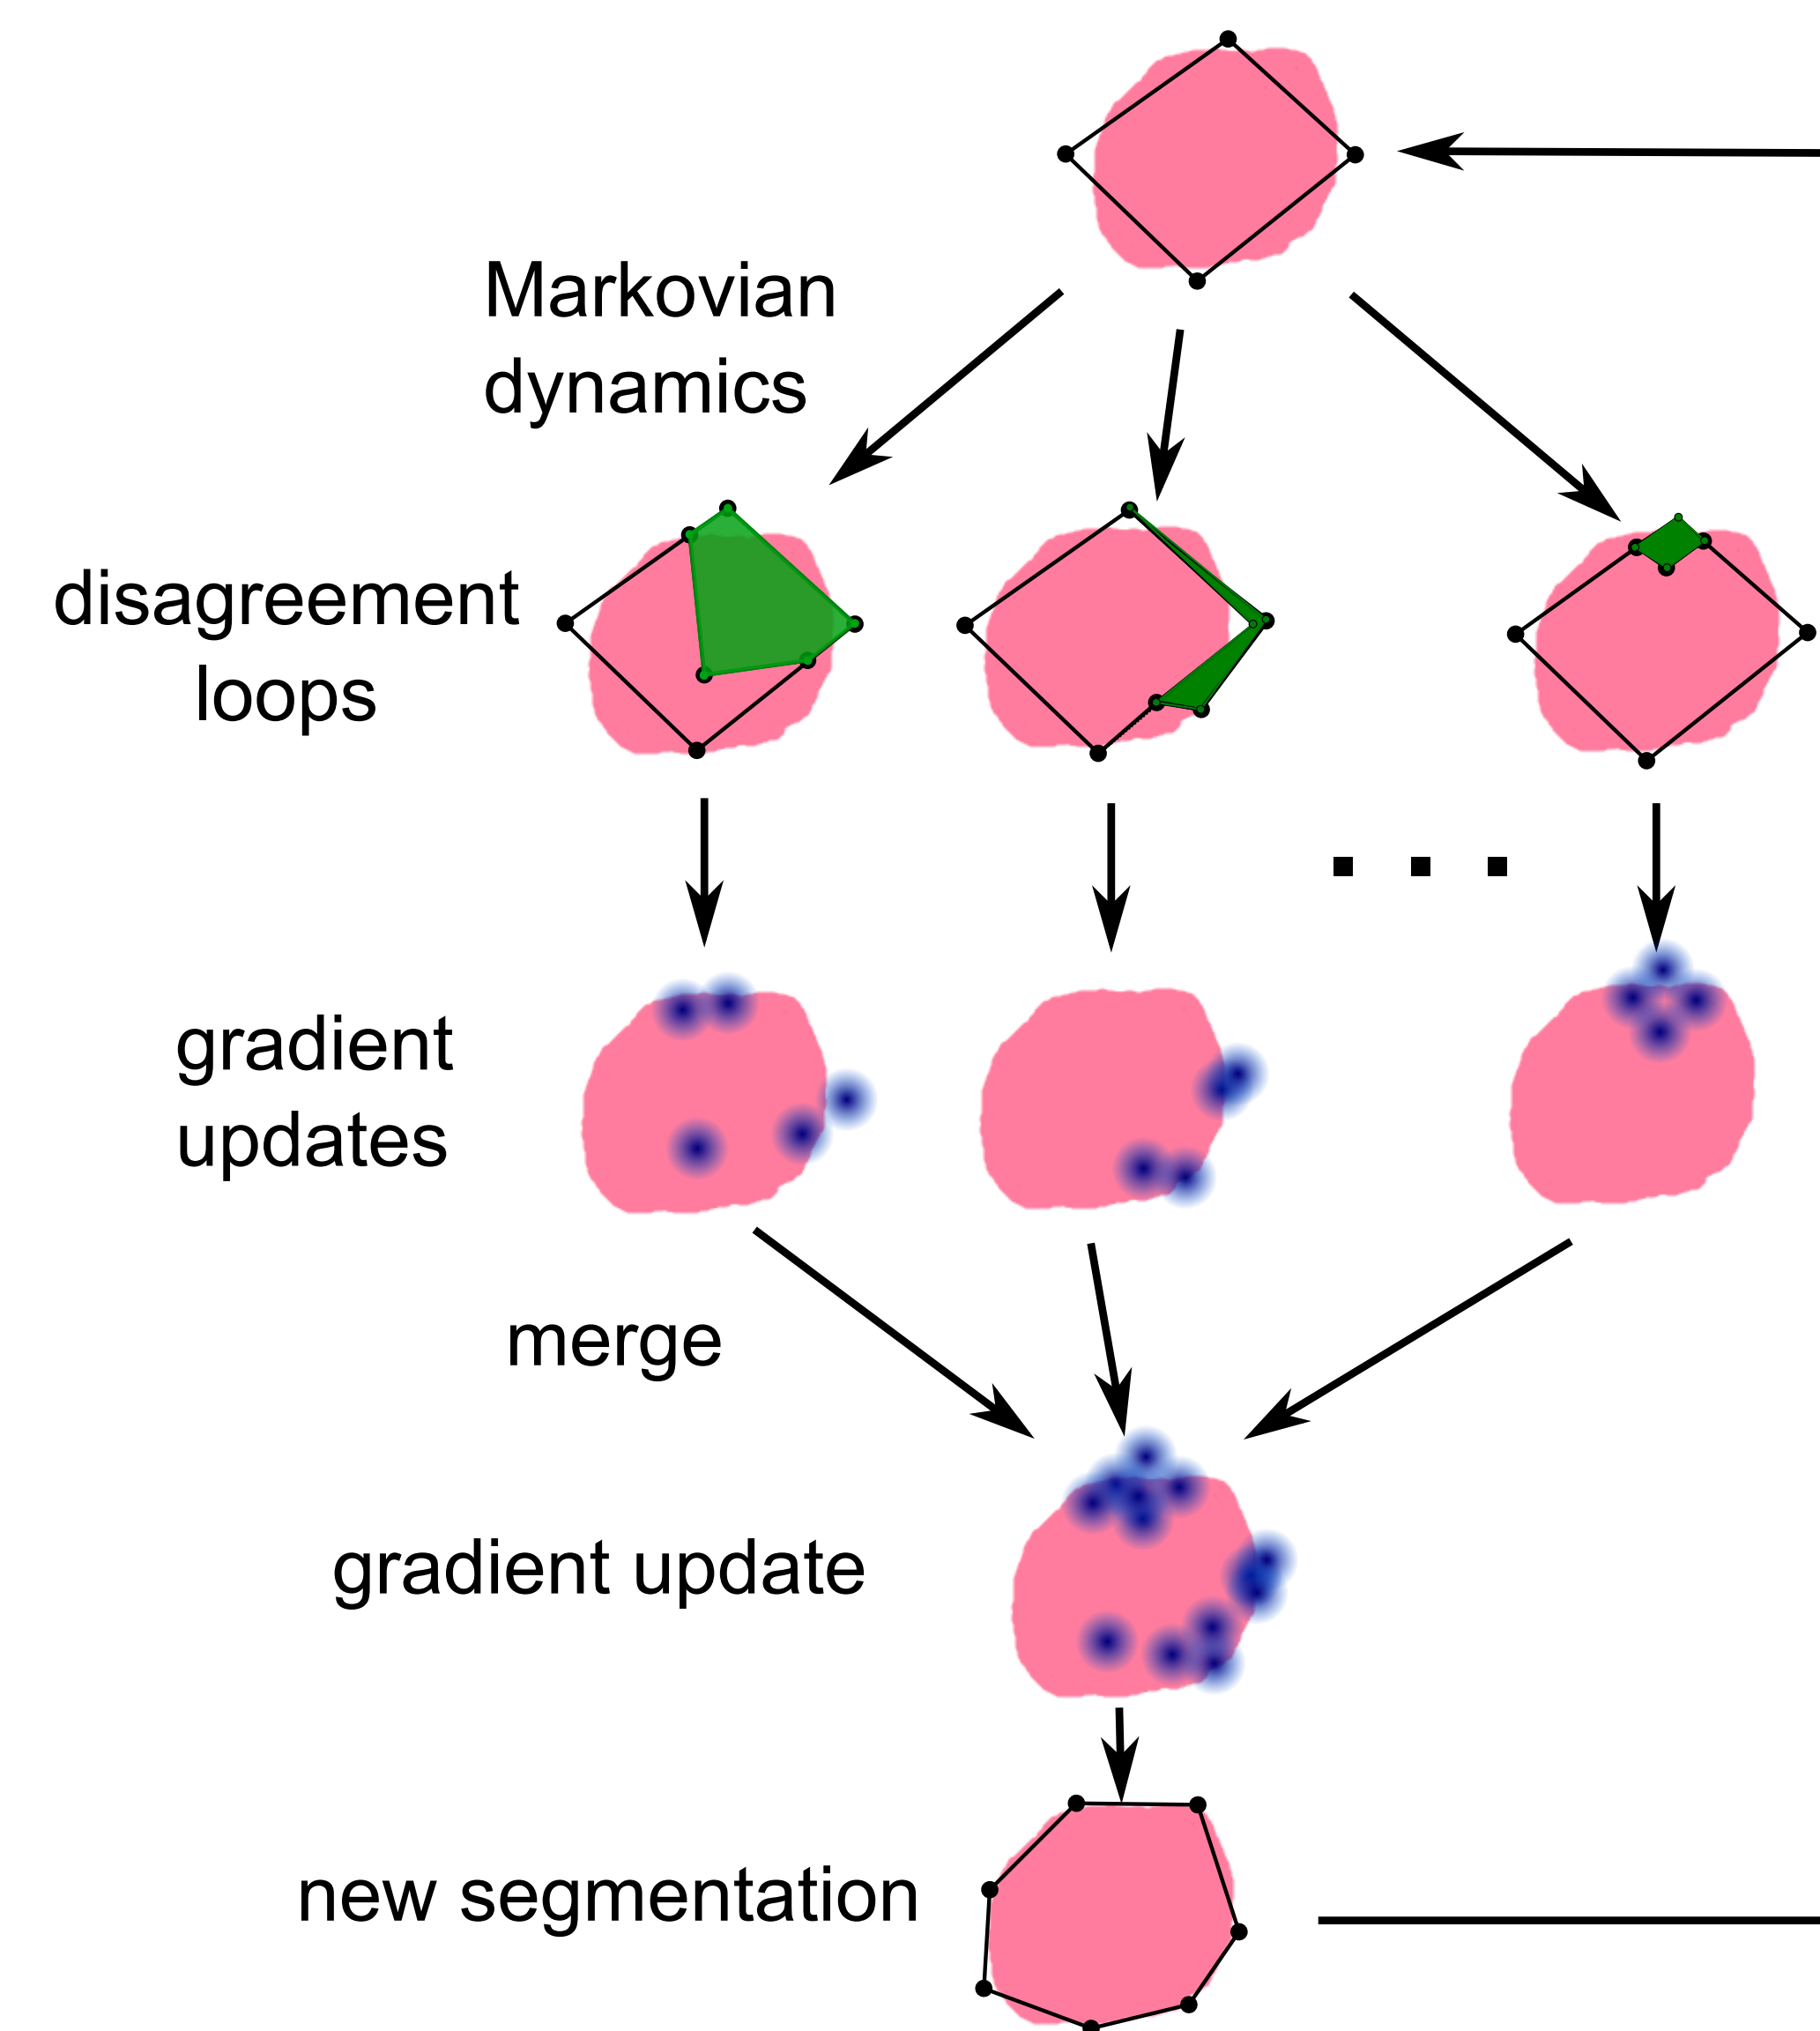 Markovian
dynamics
disagreement
loops
gradient
updates
merge
gradient update
new segmentation